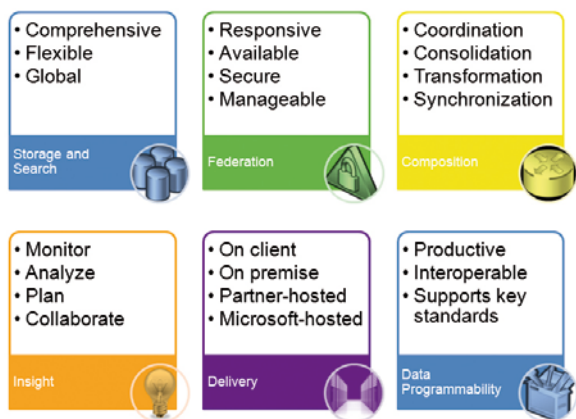 • Comprehensive
• Flexible
• Global
Storage and
Search
• Responsive
• Available
• Secure
• Manageable
Federation
• Coordination
• Consolidation
• Transformation
• Synchronization
Composition
• Monitor
• Analyze
• Plan
• Collaborate
Insight
• On client
• On premise
• Partner-hosted
• Microsoft-hosted
Delivery
• Productive
• Interoperable
• Supports key
standards
Data
Programmability